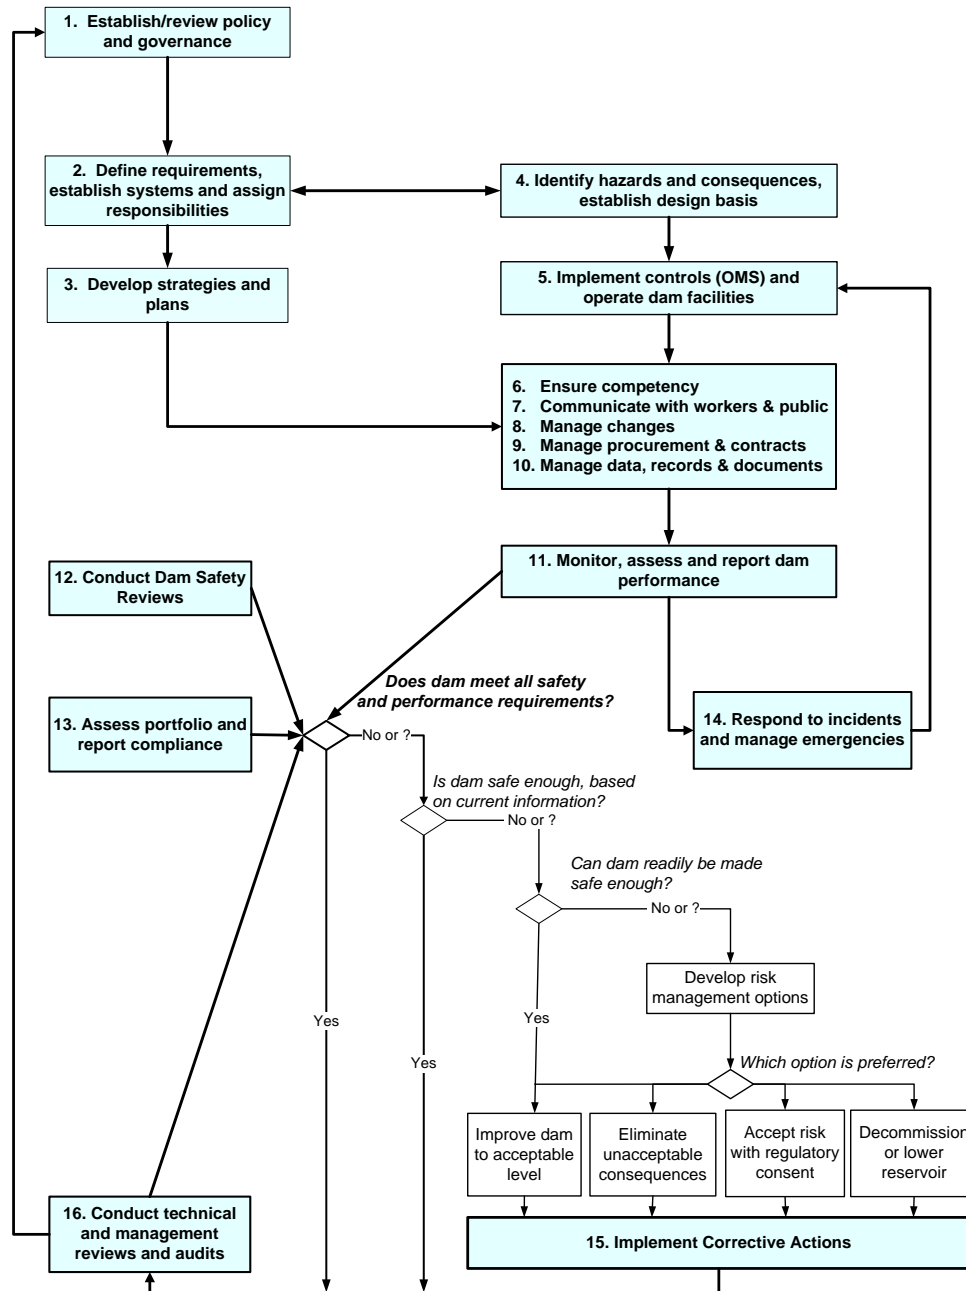 1. Establish/review policy
and governance
2. Define requirements,
establish systems and assign
responsibilities
4. Identify hazards and consequences,
establish design basis
3. Develop strategies and
plans
5. Implement controls (OMS) and
operate dam facilities
6. Ensure competency
7. Communicate with workers & public
8. Manage changes
9. Manage procurement & contracts
10. Manage data, records & documents
11. Monitor, assess and report dam
performance
12. Conduct Dam Safety
Reviews
Does dam meet all safety
and performance requirements?
13. Assess portfolio and
report compliance
14. Respond to incidents
and manage emergencies
No or ?
Is dam safe enough, based
on current information?
No or ?
Can dam readily be made
safe enough?
No or ?
Develop risk
management options
Yes
Yes
Yes
Which option is preferred?
Improve dam
to acceptable
level
Eliminate
unacceptable
consequences
Accept risk
with regulatory
consent
Decommission
or lower
reservoir
16. Conduct technical
and management
reviews and audits
15. Implement Corrective Actions